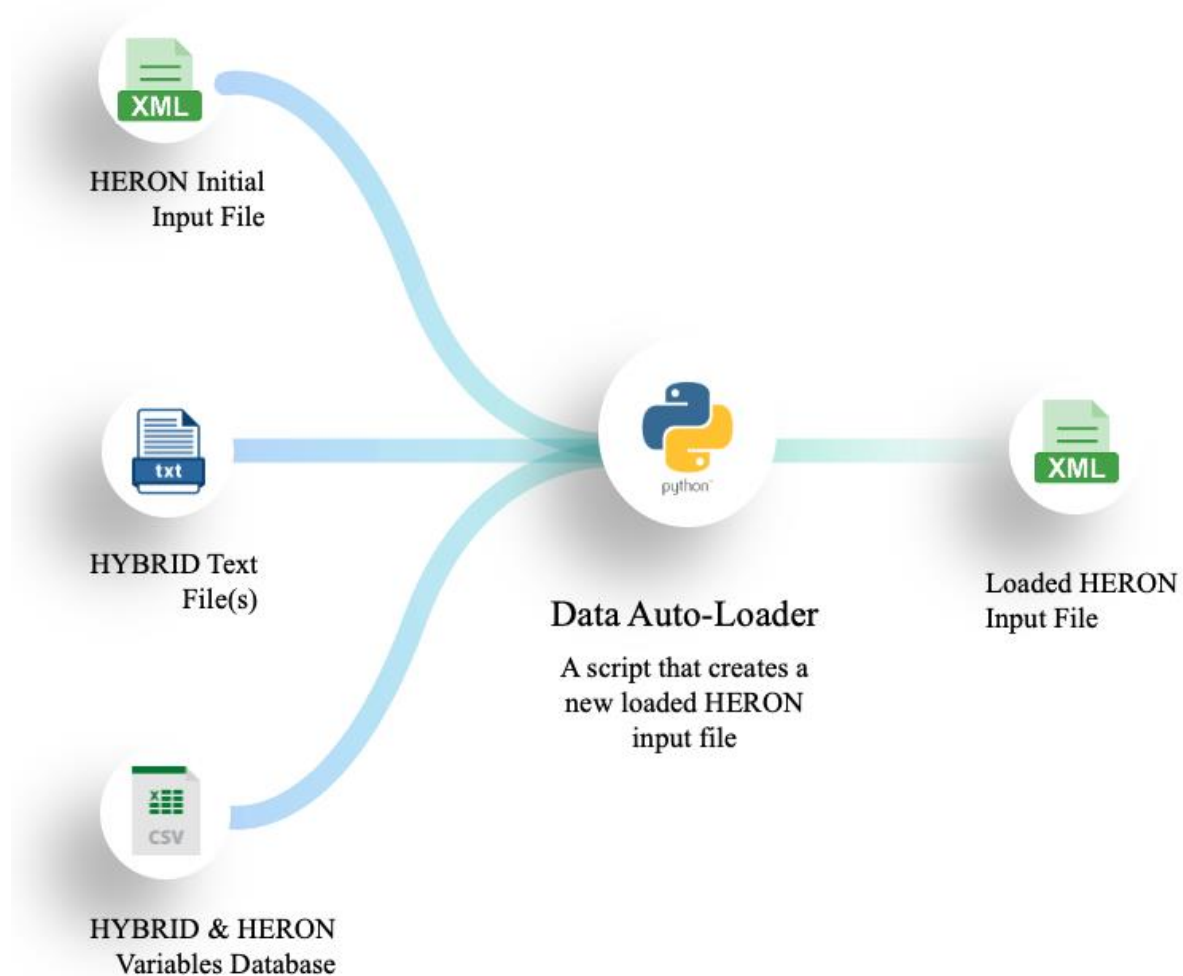 XML
HERON Initial
Input File
txt
HYBRID Text
File(s)
CSV
HYBRID & HERON
Variables Database
python
Data Auto-Loader
A script that creates a
new loaded HERON
input file
XML
Loaded HERON
Input File